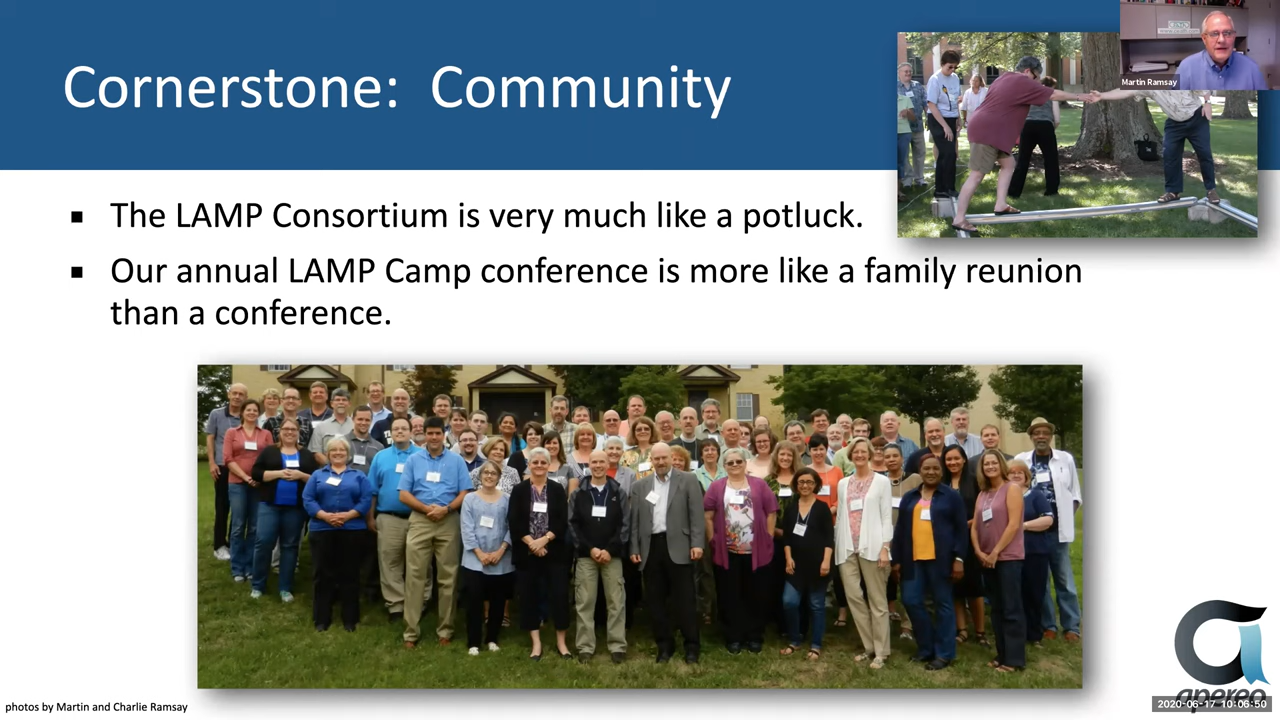 Cornerstone: Community
Martin Ramsay
▪ The LAMP Consortium is very much like a potluck.
▪ Our annual LAMP Camp conference is more like a family reunion
than a conference.
photos by Martin and Charlie Ramsay
apereo
2020-06-17 10:06:50